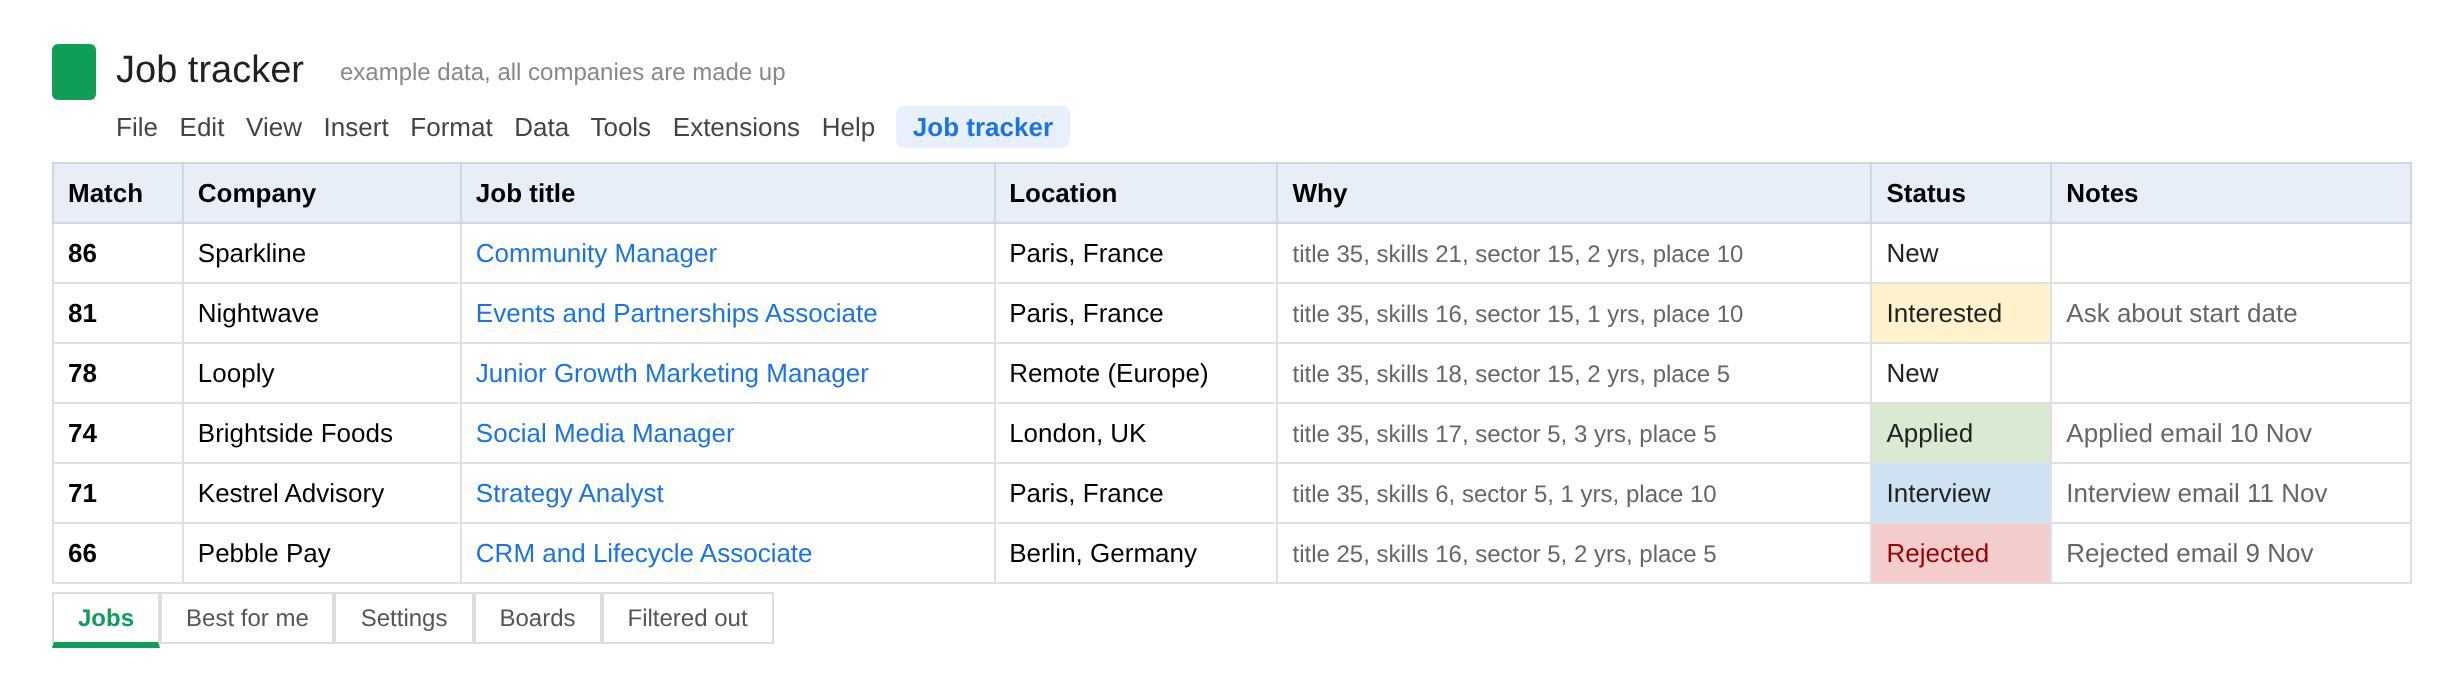 Job tracker example data, all companies are made up
File Edit View Insert Format Data Tools Extensions Help Job tracker
Match Company Job title Location Why Status Notes
86 Sparkline Community Manager Paris, France title 35, skills 21, sector 15, 2 yrs, place 10 New
81 Nightwave Events and Partnerships Associate Paris, France title 35, skills 16, sector 15, 1 yrs, place 10 Interested Ask about start date
78 Looply Junior Growth Marketing Manager Remote (Europe) title 35, skills 18, sector 15, 2 yrs, place 5 New
74 Brightside Foods Social Media Manager London, UK title 35, skills 17, sector 5, 3 yrs, place 5 Applied Applied email 10 Nov
71 Kestrel Advisory Strategy Analyst Paris, France title 35, skills 6, sector 5, 1 yrs, place 10 Interview Interview email 11 Nov
66 Pebble Pay CRM and Lifecycle Associate Berlin, Germany title 25, skills 16, sector 5, 2 yrs, place 5 Rejected Rejected email 9 Nov
Jobs Best for me Settings Boards Filtered out